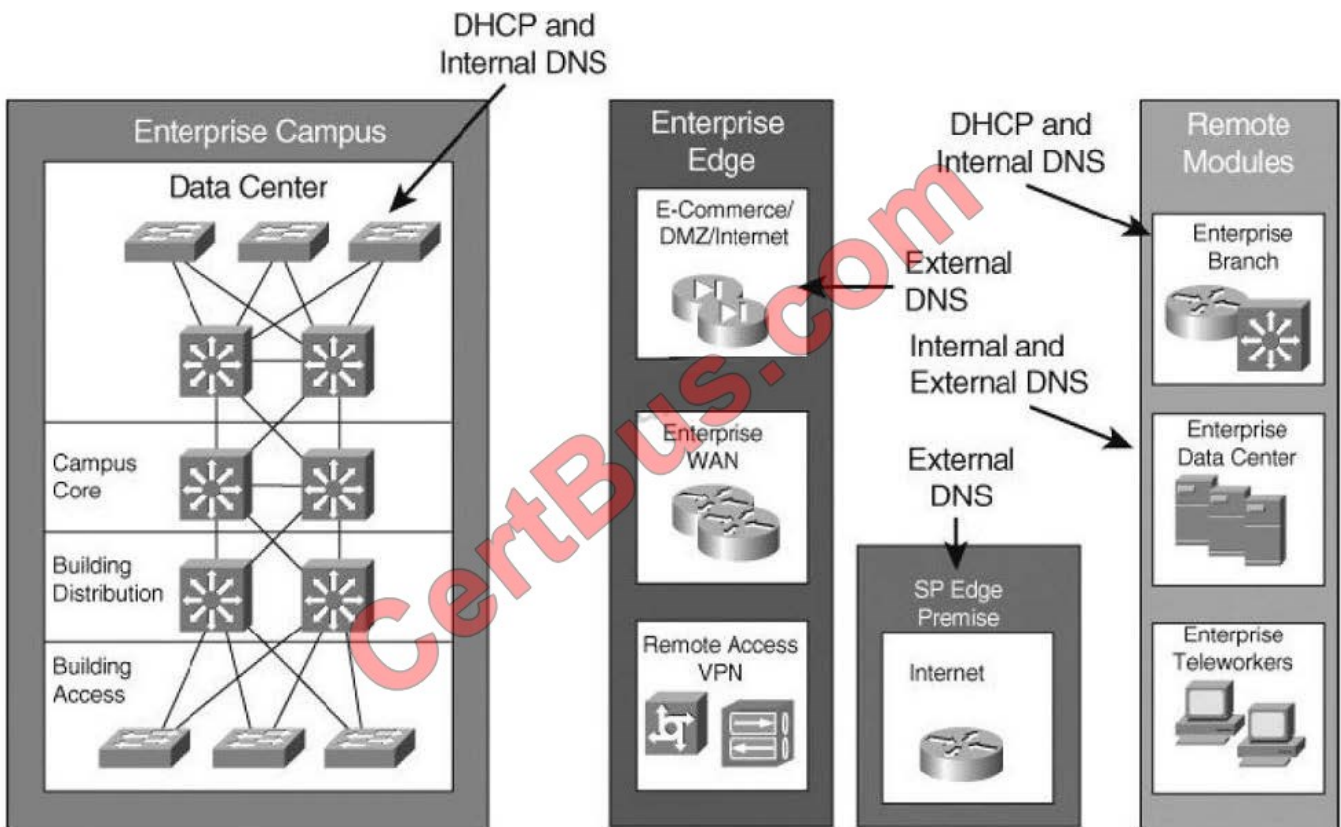 DHCP and
Internal DNS
Enterprise Campus
Data Center
Campus
Core
Building
Distribution
Building
Access
Enterprise
Edge
E-Commerce/
DMZ/Internet
Enterprise
WAN
Remote Access
VPN
External
DNS
Internal and
External DNS
External
DNS
SP Edge
Premise
Internet
DHCP and
Internal DNS
Remote
Modules
Enterprise
Branch
Enterprise
Data Center
Enterprise
Teleworkers
CertBus.com